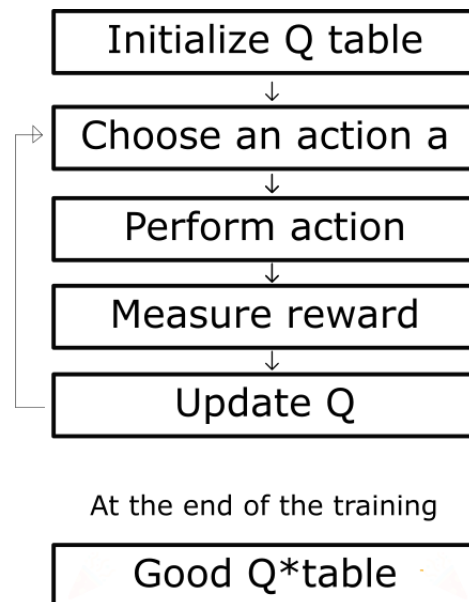 Initialize Q table
Choose an action a
Perform action
Measure reward
Update Q
At the end of the training
Good Q*table